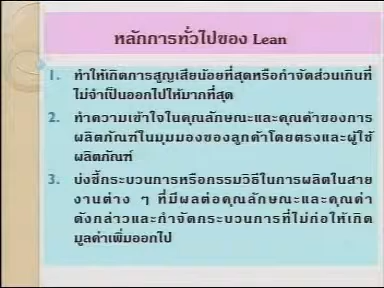 หลักการทั่วไปของ Lean
1. ทำให้เกิดการสูญเสียน้อยที่สุดหรือกำจัดส่วนเกินที่
ไม่จำเป็นออกไปให้มากที่สุด
2. ทำความเข้าใจในคุณลักษณะและคุณค้าของการ
ผลิตภัณฑ์ในมุมมองของลูกค้าโดยตรงและผู้ใช้
ผลิตภัณฑ์
3. บ่งชี้กระบวนการหรือกรรมวิธีในการผลิตในสาย
งานต่าง ๆ ที่มีผลต่อคุณลักษณะและคุณค่า
ดังกล่าวและกำจัดกระบวนการที่ไม่ก่อให้เกิด
มูลค่าเพิ่มออกไป